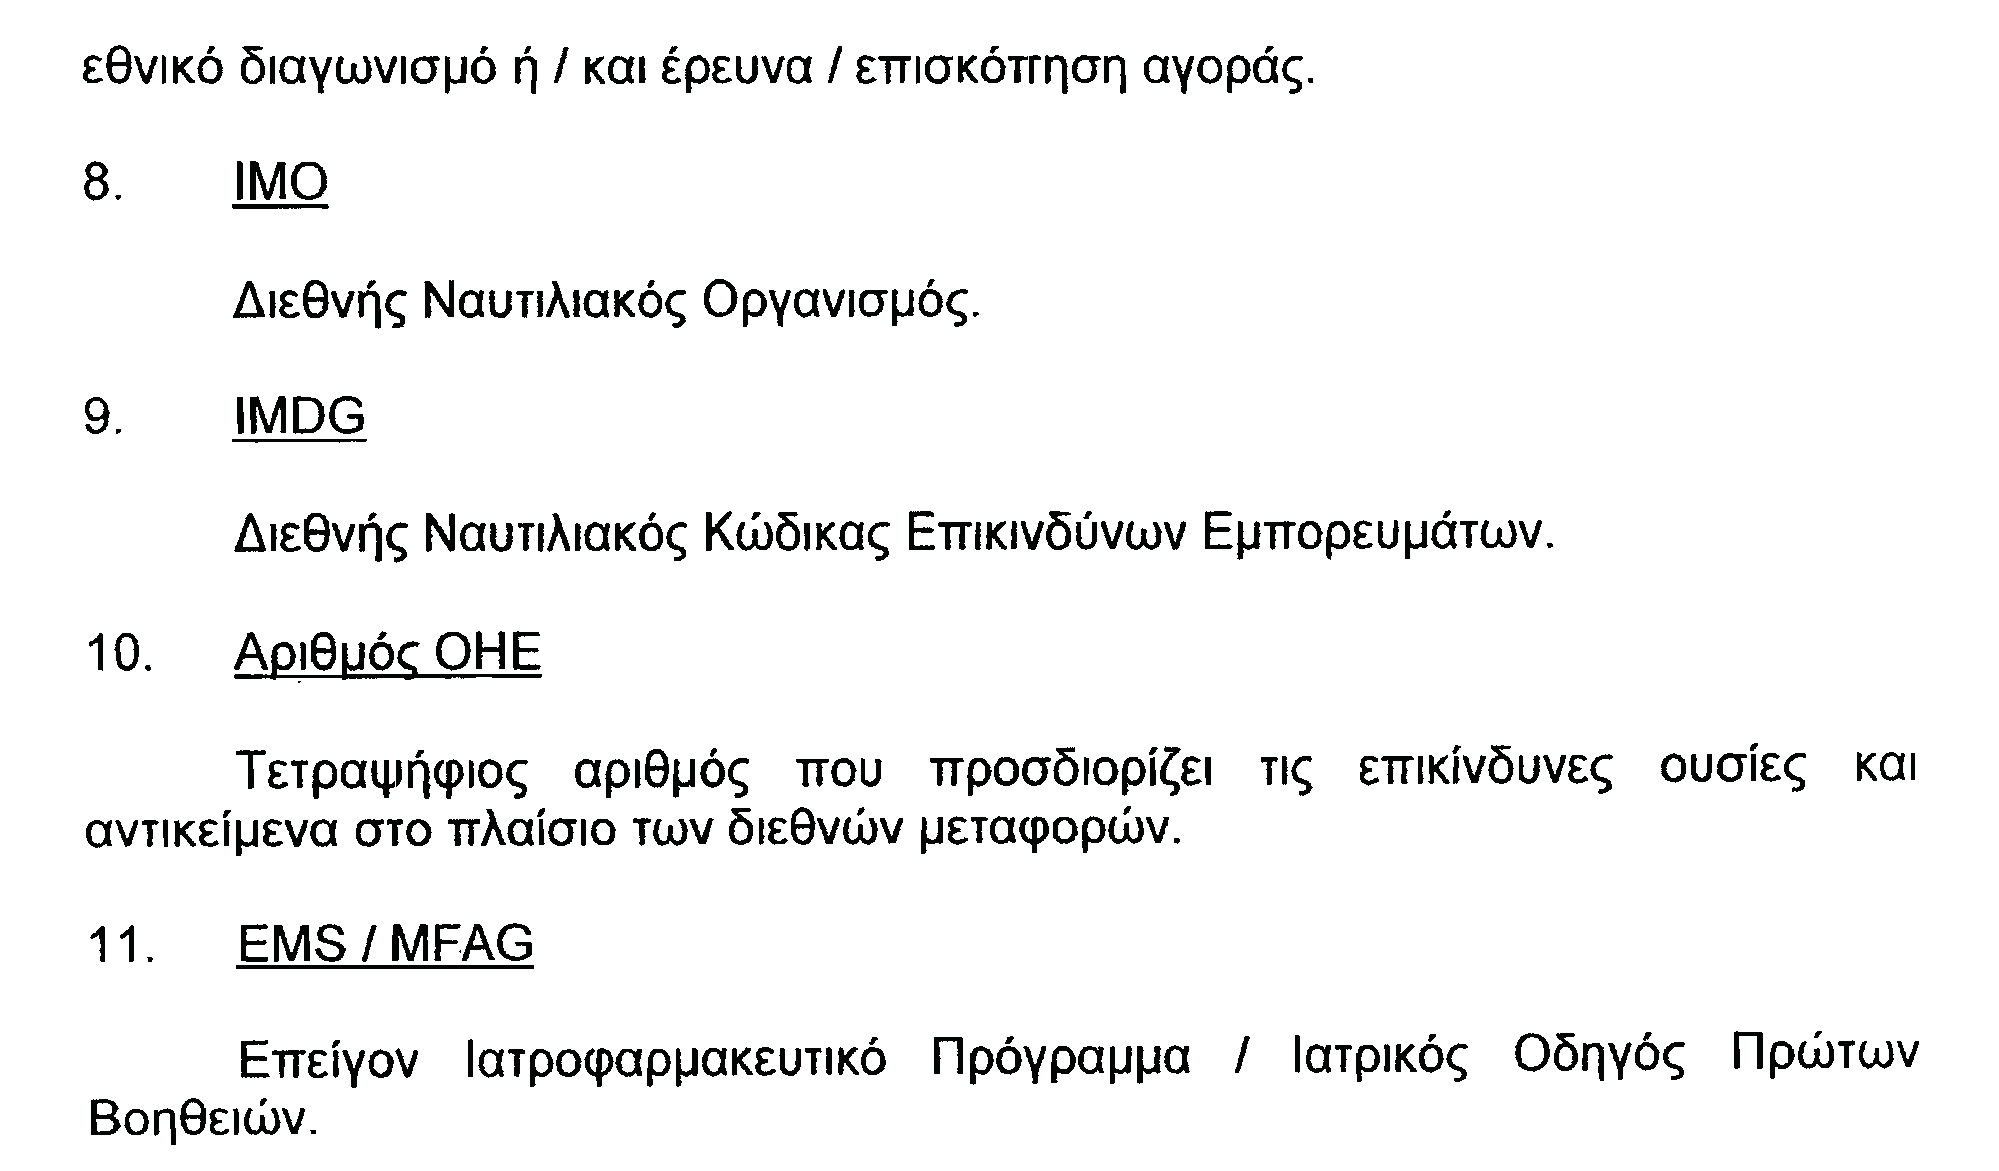 εθνικό διαγωνισμό ή / και έρευνα / επισκόπηση αγοράς.
8. IMO
Διεθνής Ναυτιλιακός Οργανισμός.
9. IMDG
Διεθνής Ναυτιλιακός Κώδικας Επικινδύνων Εμπορευμάτων.
10. Αριθμός ΟΗΕ
Τετραψήφιος αριθμός που προσδιορίζει τις επικίνδυνες ουσίες και
αντικείμενα στο πλαίσιο των διεθνών μεταφορών.
11. EMS / MFAG
Επείγον Ιατροφαρμακευτικό Πρόγραμμα / Ιατρικός Οδηγός Πρώτων
Βοηθειών.